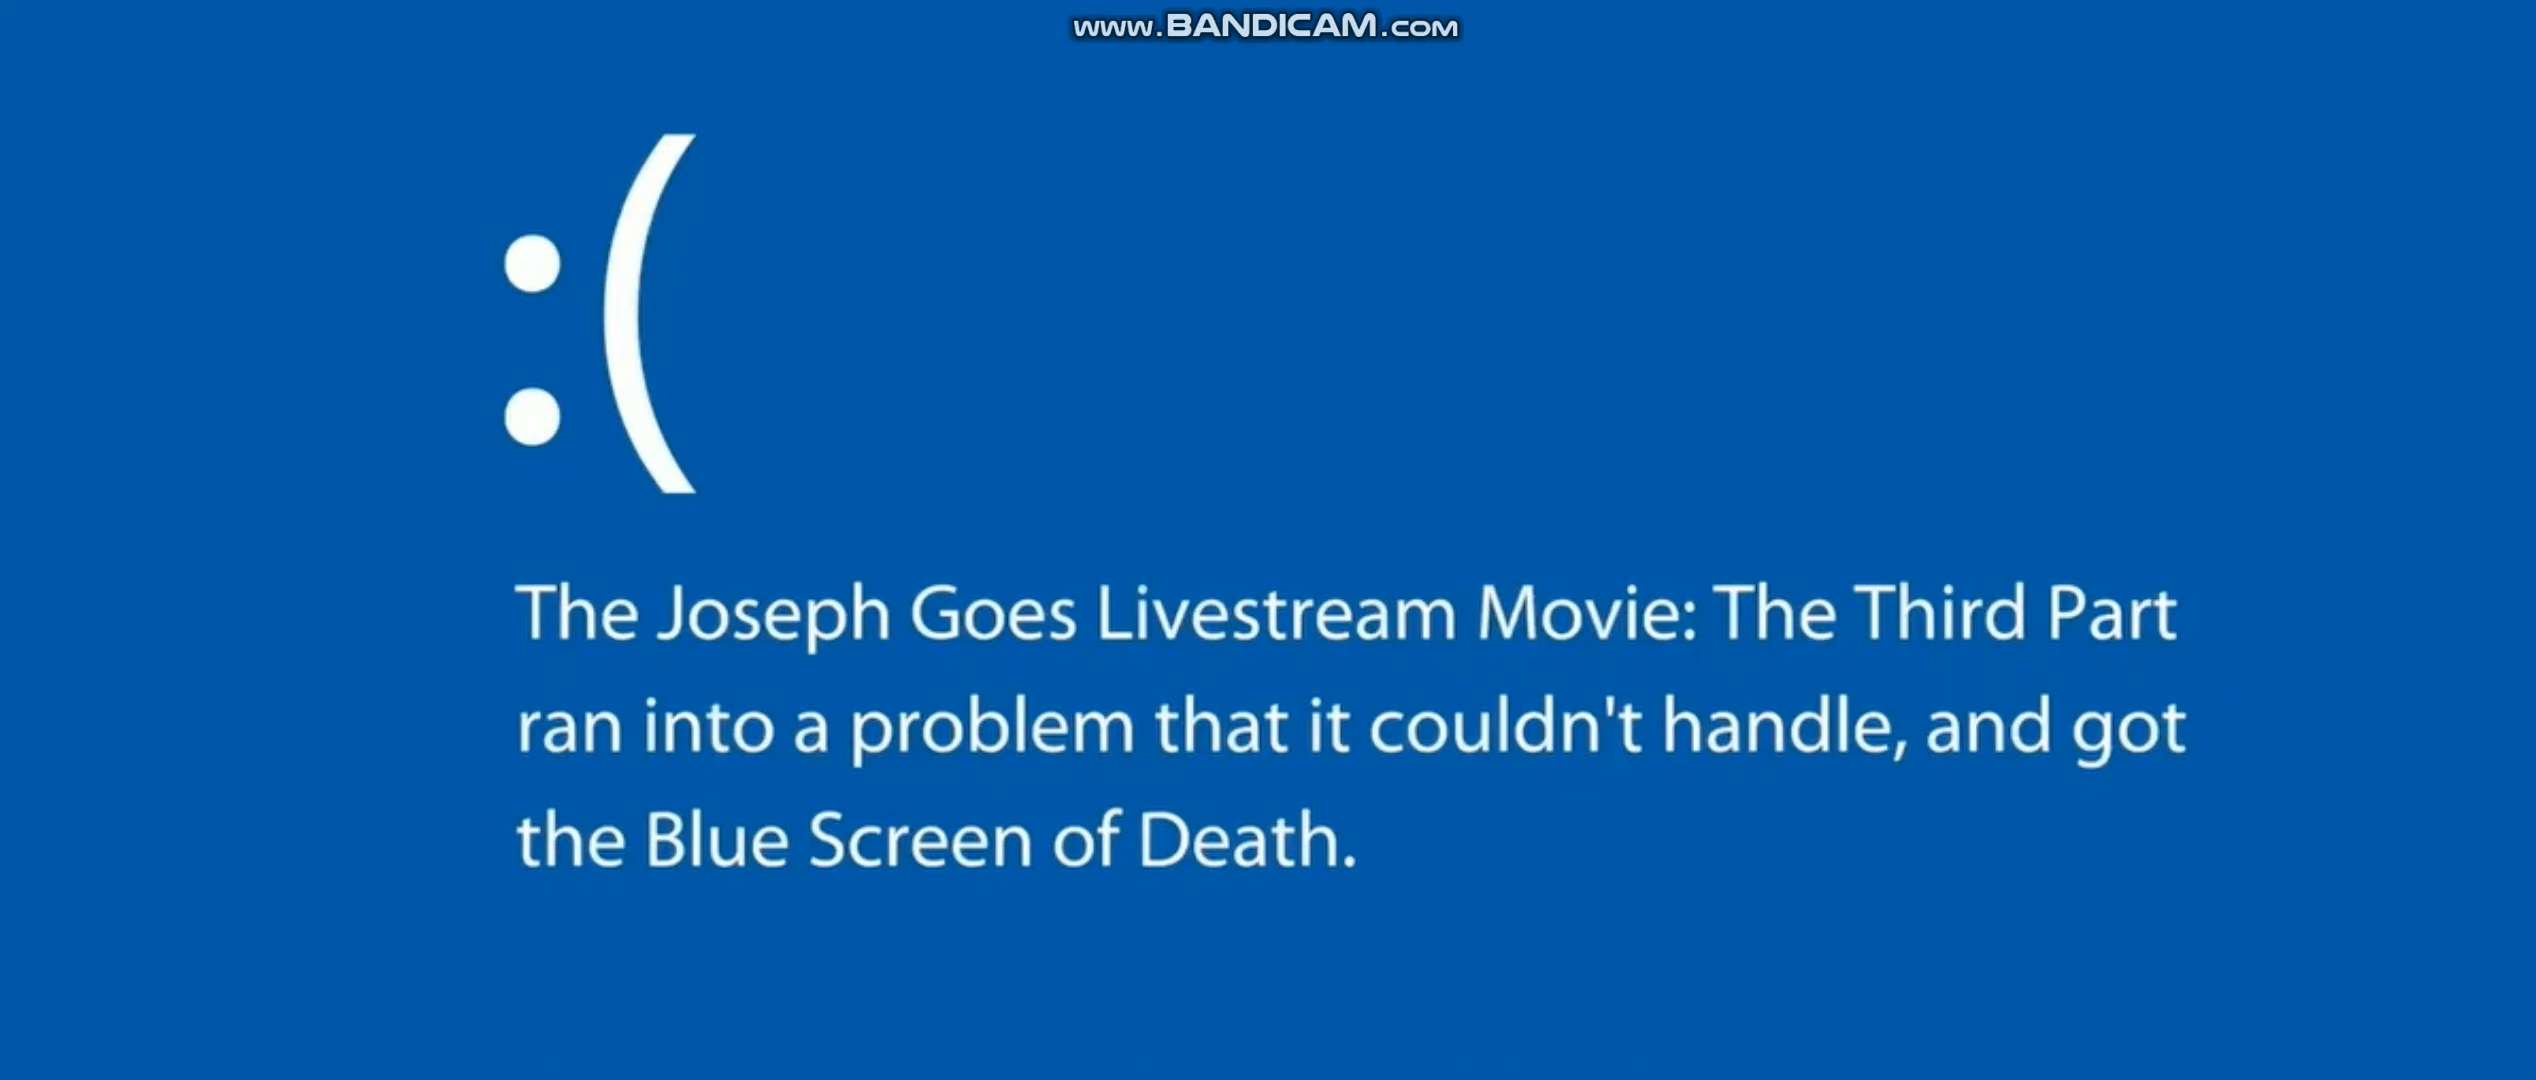 www.BANDICAM.com
:(
The Joseph Goes Livestream Movie: The Third Part
ran into a problem that it couldn't handle, and got
the Blue Screen of Death.